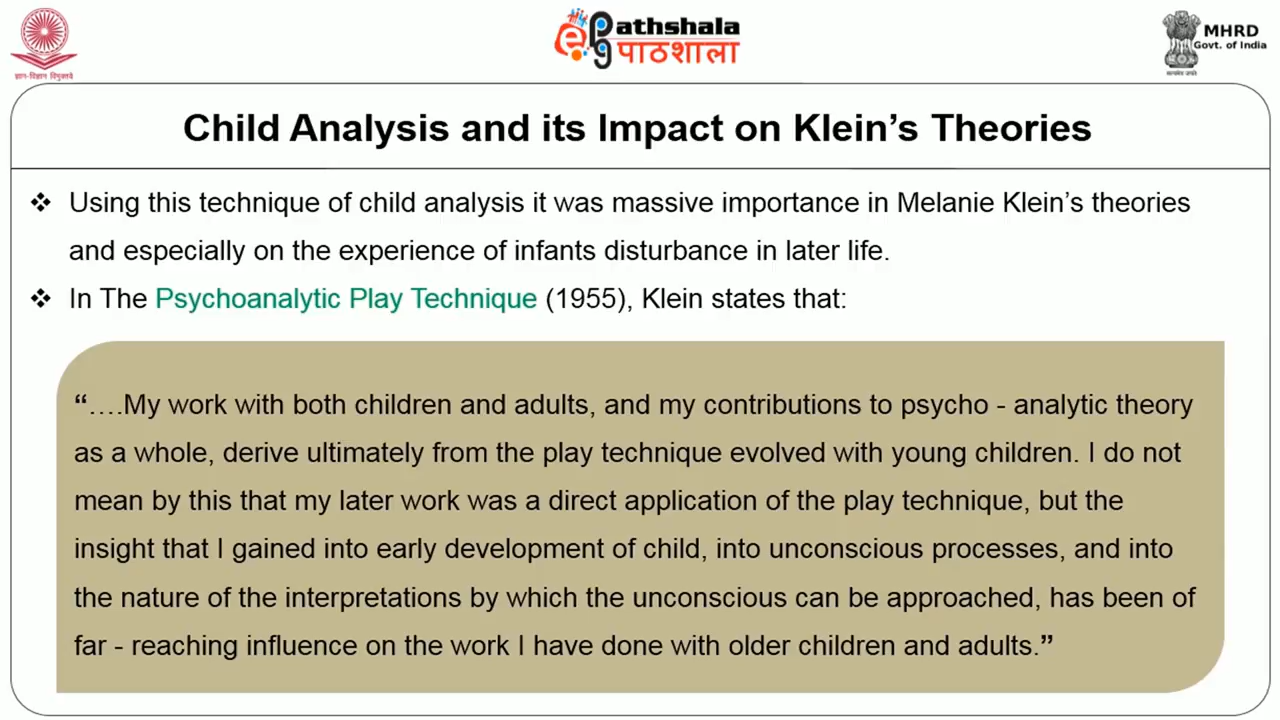 ज्ञान-विज्ञान विमुक्तये
ePathshala
पाठशाला
MHRD
Govt. of India
सत्यमेव जयते
Child Analysis and its Impact on Klein’s Theories
❖ Using this technique of child analysis it was massive importance in Melanie Klein’s theories
and especially on the experience of infants disturbance in later life.
❖ In The Psychoanalytic Play Technique (1955), Klein states that:
“….My work with both children and adults, and my contributions to psycho - analytic theory
as a whole, derive ultimately from the play technique evolved with young children. I do not
mean by this that my later work was a direct application of the play technique, but the
insight that I gained into early development of child, into unconscious processes, and into
the nature of the interpretations by which the unconscious can be approached, has been of
far - reaching influence on the work I have done with older children and adults.”